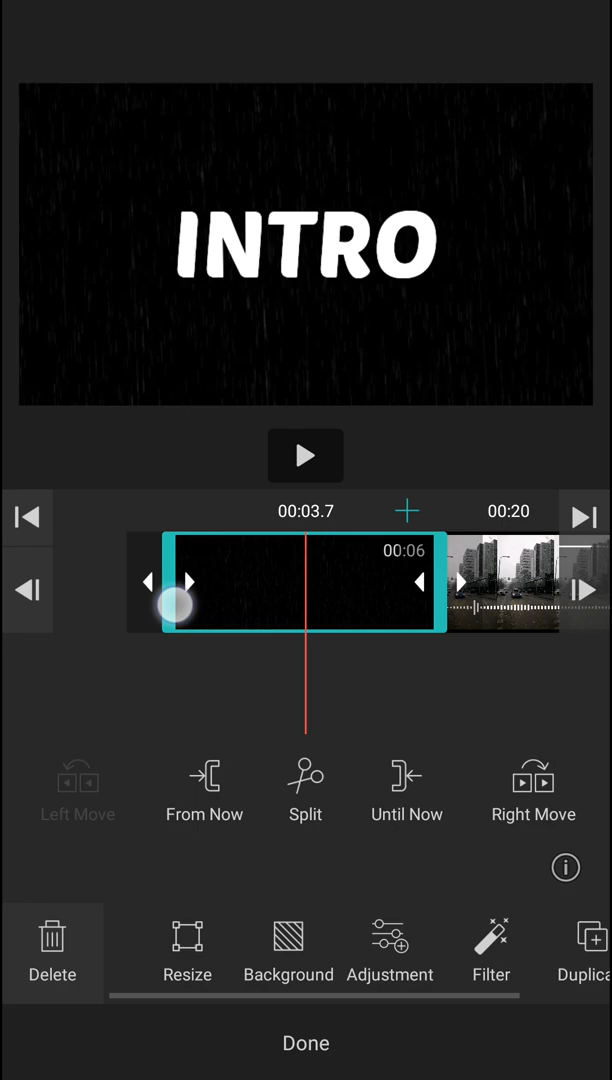 INTRO
00:03.7
00:20
00:06
Left Move
From Now
Split
Until Now
Right Move
Delete
Resize
Background
Adjustment
Filter
Duplica
Done